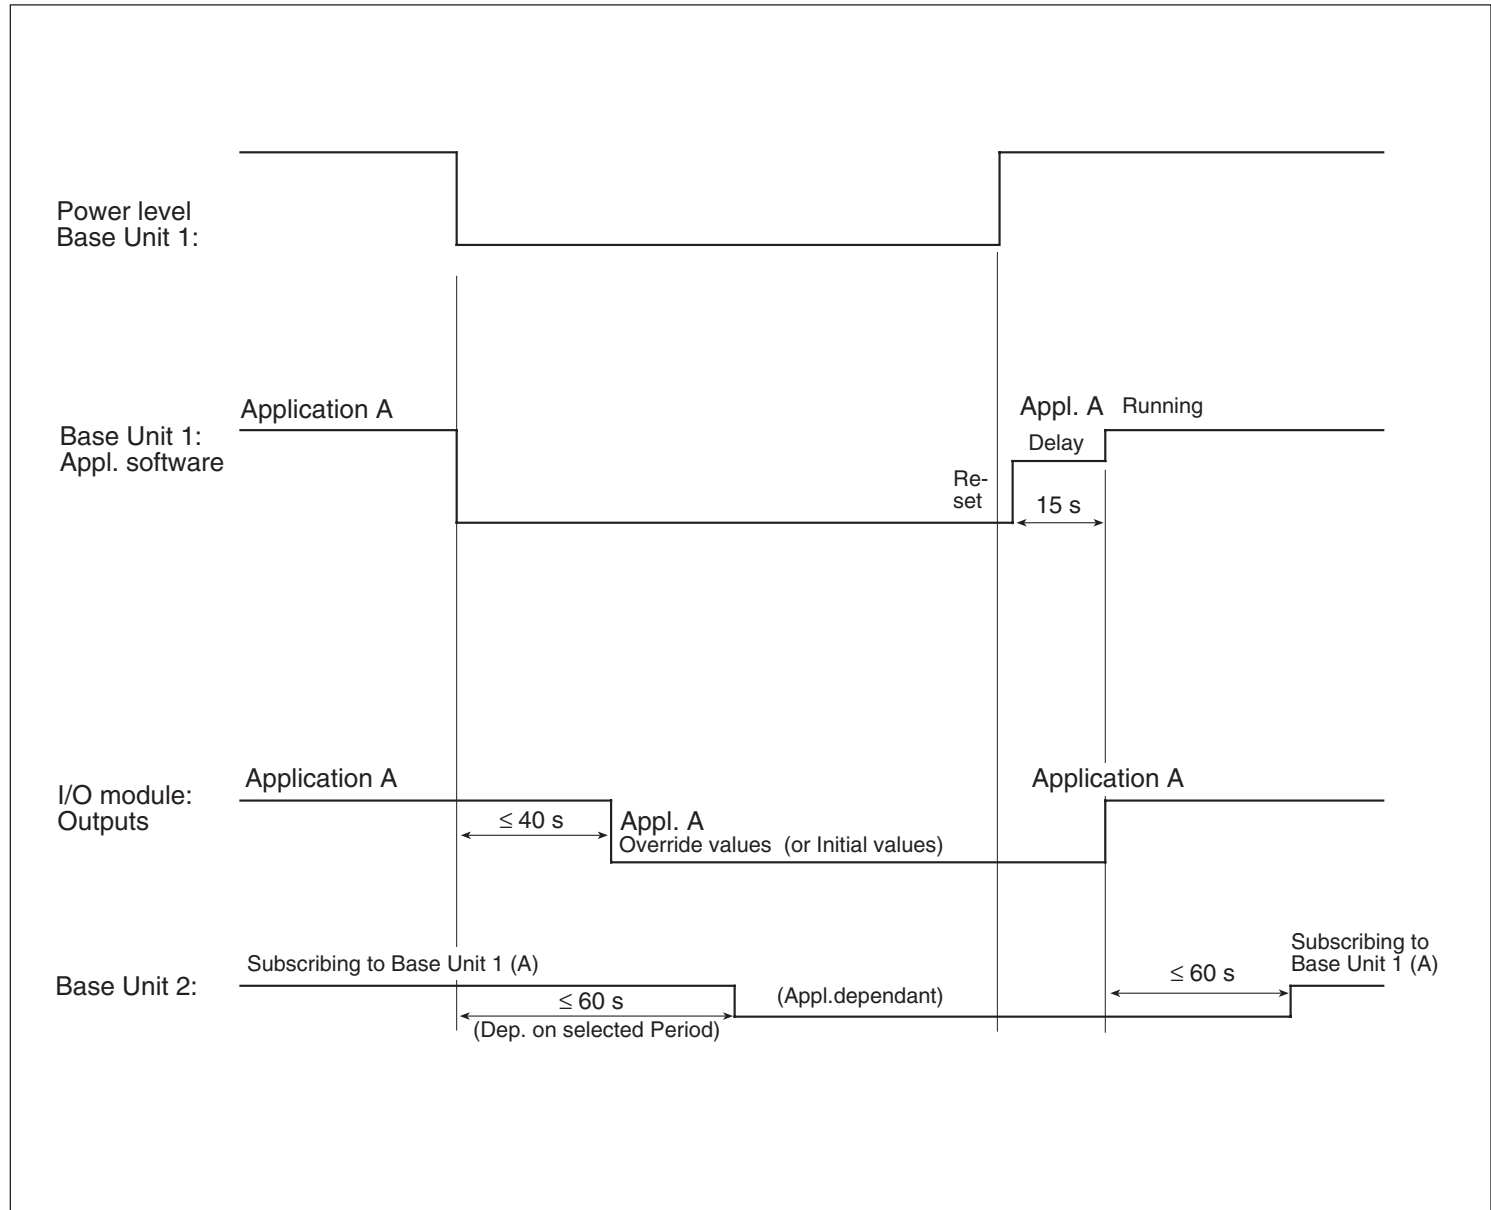 Power level
Base Unit 1:
Application A
Appl. A Running
Base Unit 1:
Appl. software
Delay
Re-
set
15 s
Application A
Application A
I/O module:
Outputs
≤ 40 s
Appl. A
Override values (or Initial values)
Subscribing to Base Unit 1 (A)
Subscribing to
Base Unit 1 (A)
Base Unit 2:
≤ 60 s
(Dep. on selected Period)
(Appl.dependant)
≤ 60 s